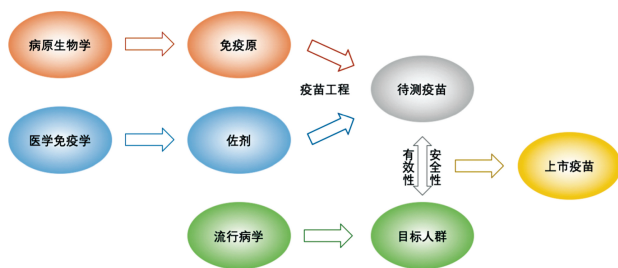 病原生物学
免疫原
疫苗工程
待测疫苗
医学免疫学
佐剂
有效性
安全性
上市疫苗
流行病学
目标人群